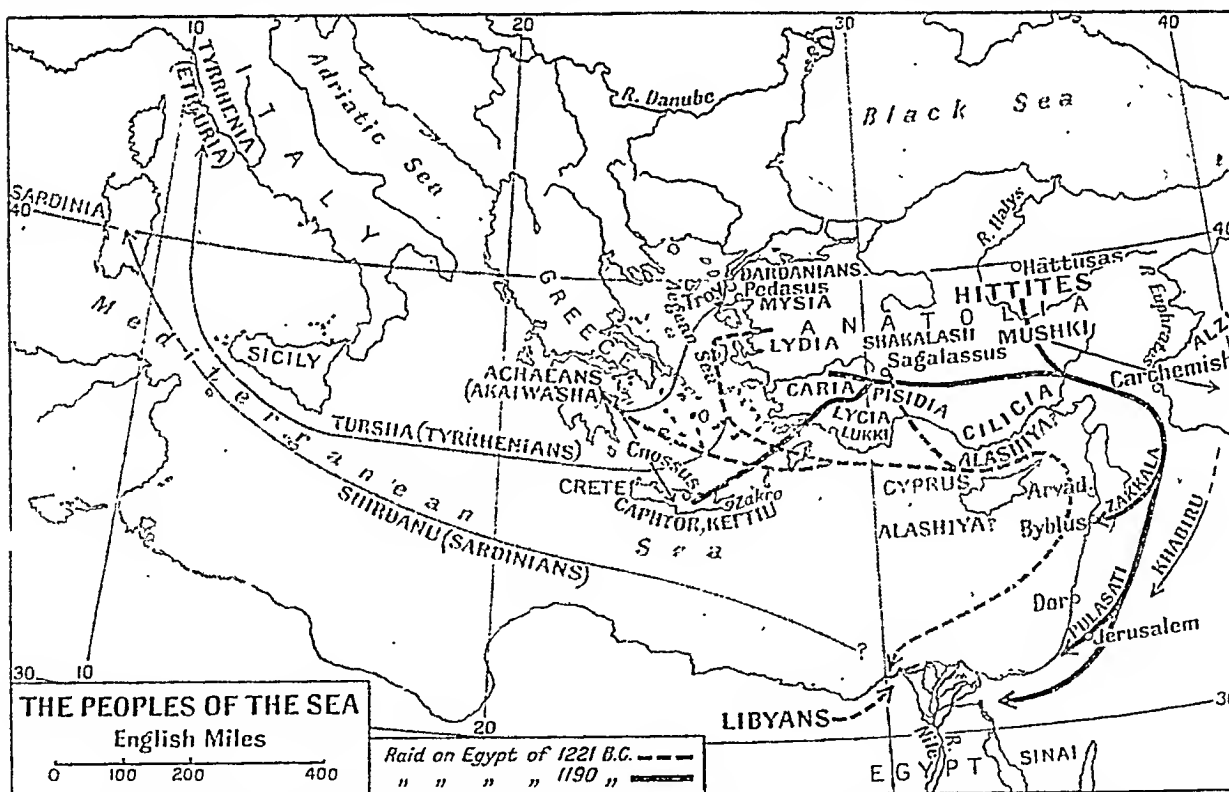 10
20
30
40
TYRRHENIA
(ETRURIA)
ITALY
Adriatic Sea
R. Danube
Black Sea
SARDINIA
40
40
R. Halys
Hattusas
DARDANIANS
Troy
Pedasus
MYSIA
HITTITES
R. Euphrates
ALZI
GREECE
Aegean Sea
ANATOLIA
LYDIA
SHAKALASH
MUSHKI
Sagalassus
Carchemish
Mediterranean
Sea
SICILY
ACHAEANS
(AKAIWASHA)
CARIA
PISIDIA
CILICIA
LYCIA
LUKKI
ALASHIYA?
TURSHA (TYRRHENIANS)
Cnossus
CRETE
Zakro
CAPHTOR, KEFTIU
CYPRUS
Arvad
ZAKKALA
ALASHIYA?
Byblus
KHABIRU
SHIRDANU (SARDINIANS)
Dor
PULASATI
Jerusalem
?
30
10
20
30
LIBYANS
Nile R.
EGYPT
SINAI
THE PEOPLES OF THE SEA
English Miles
0 100 200 400
Raid on Egypt of 1221 B.C.
" " " " 1190 "